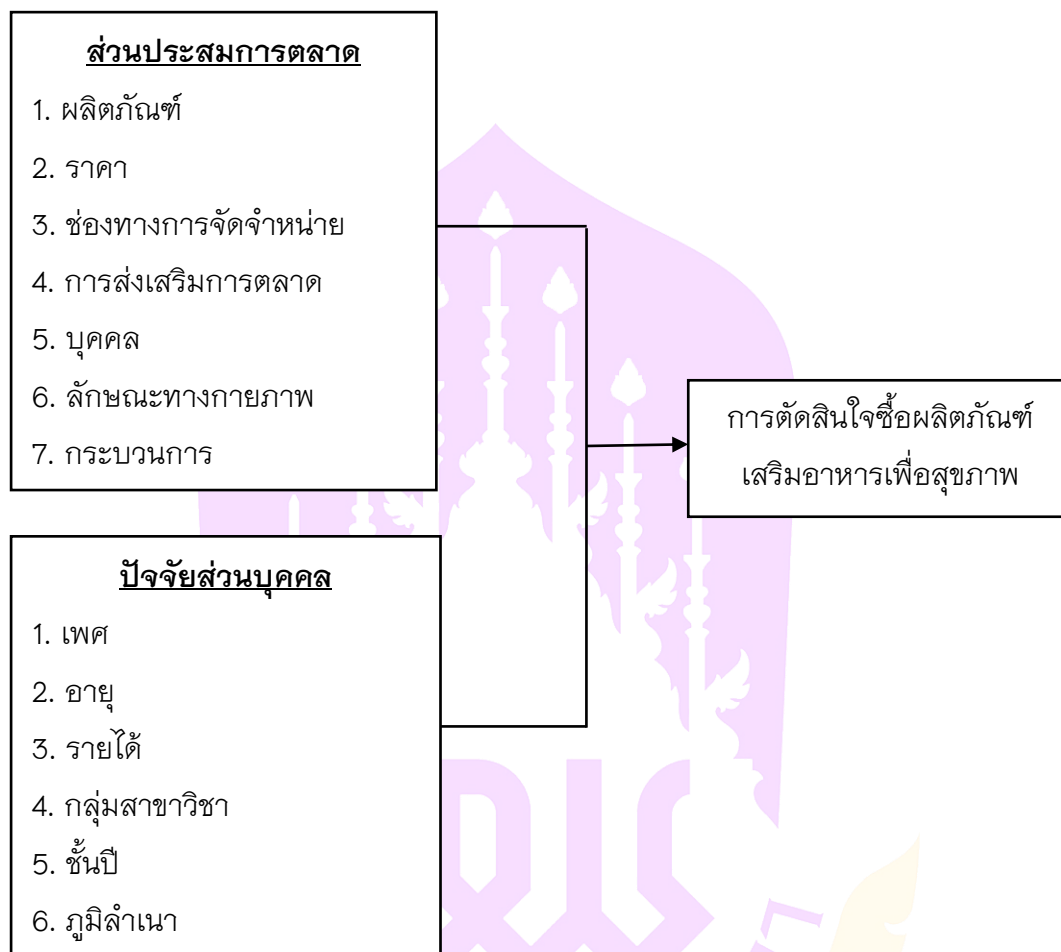 ส่วนประสมการตลาด
1. ผลิตภัณฑ์
2. ราคา
3. ช่องทางการจัดจำหน่าย
4. การส่งเสริมการตลาด
5. บุคคล
6. ลักษณะทางกายภาพ
7. กระบวนการ
การตัดสินใจซื้อผลิตภัณฑ์
เสริมอาหารเพื่อสุขภาพ
ปัจจัยส่วนบุคคล
1. เพศ
2. อายุ
3. รายได้
4. กลุ่มสาขาวิชา
5. ชั้นปี
6. ภูมิลำเนา